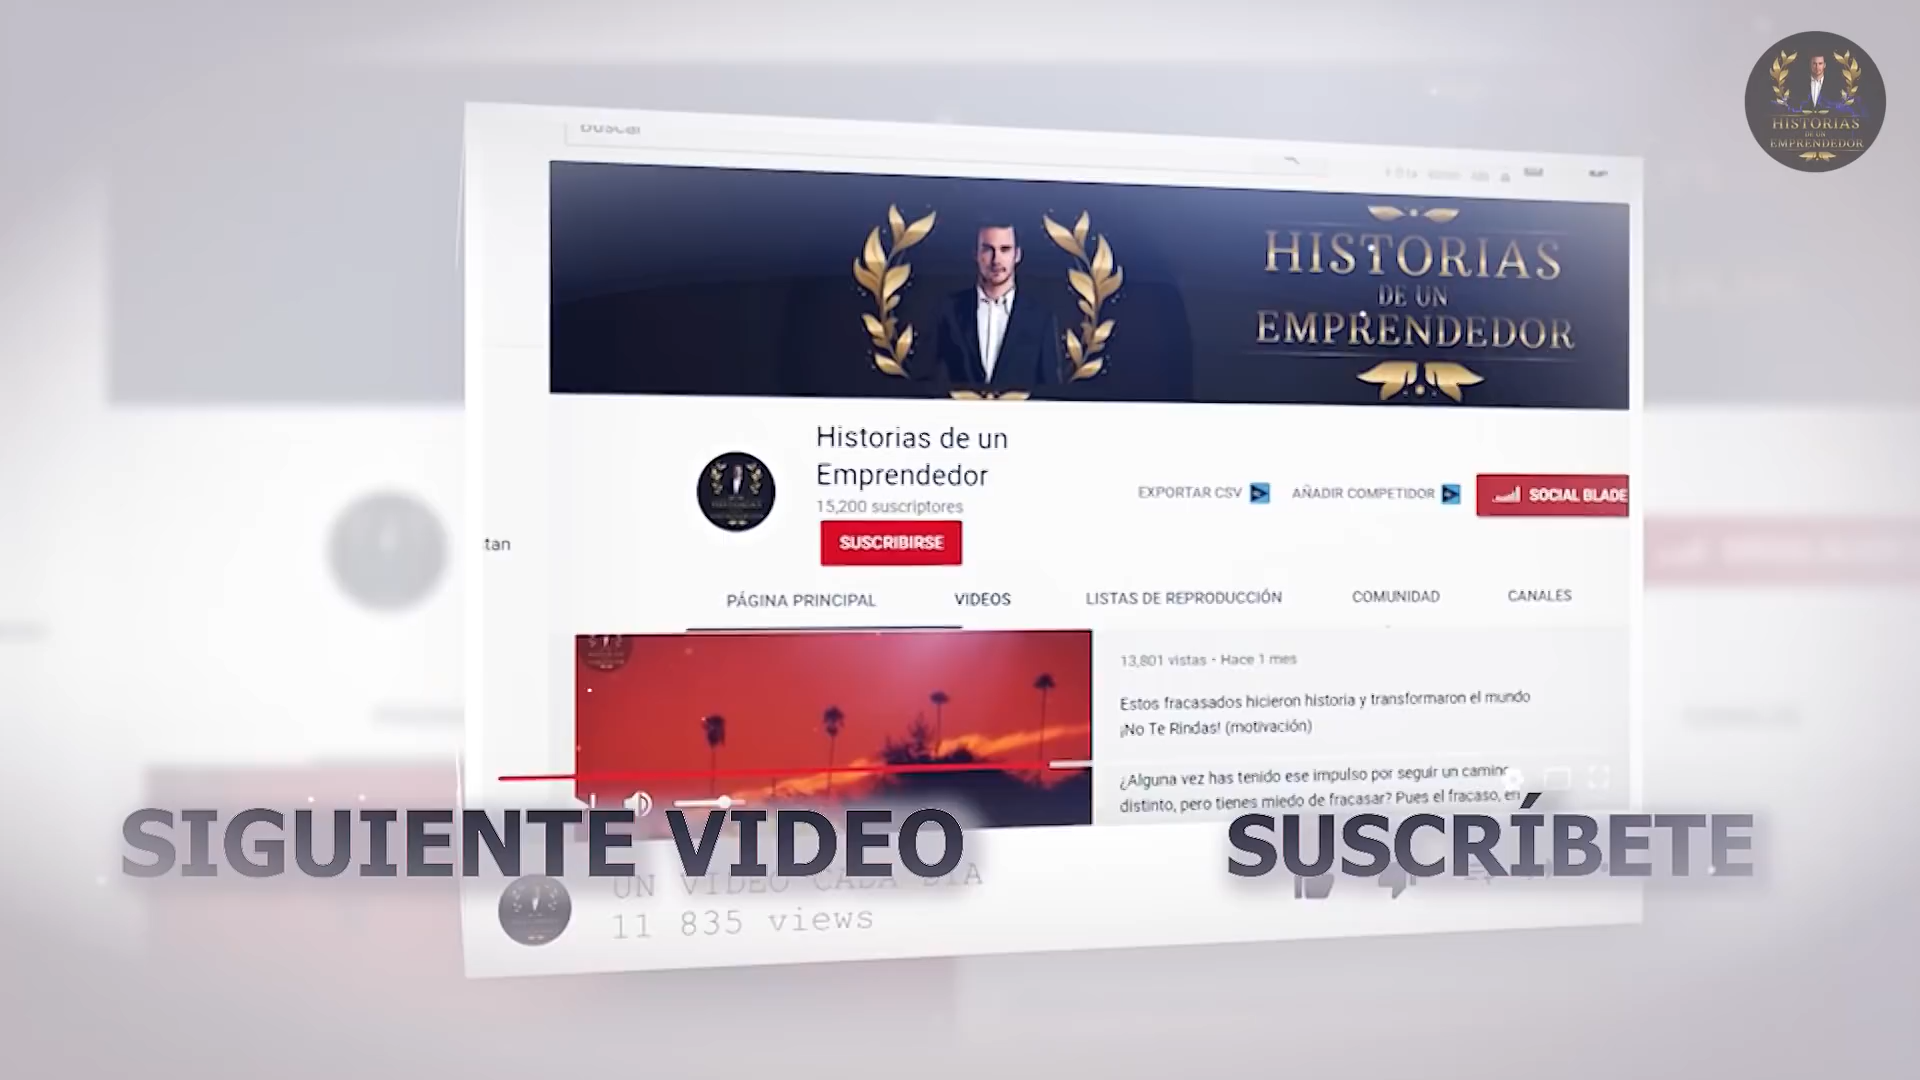 HISTORIAS
DE UN
EMPRENDEDOR
Buscar
HISTORIAS
DE UN
EMPRENDEDOR
Historias de un
Emprendedor
15,200 suscriptores
SUSCRIBIRSE
EXPORTAR CSV
AÑADIR COMPETIDOR
SOCIAL BLADE
tan
PÁGINA PRINCIPAL
VIDEOS
LISTAS DE REPRODUCCIÓN
COMUNIDAD
CANALES
13,801 vistas - Hace 1 mes
Estos fracasados hicieron historia y transformaron el mundo
¡No Te Rindas! (motivación)
¿Alguna vez has tenido ese impulso por seguir un camino
distinto, pero tienes miedo de fracasar? Pues el fracaso, en
SIGUIENTE VIDEO
SUSCRÍBETE
UN VIDEO CADA DIA
11 835 views